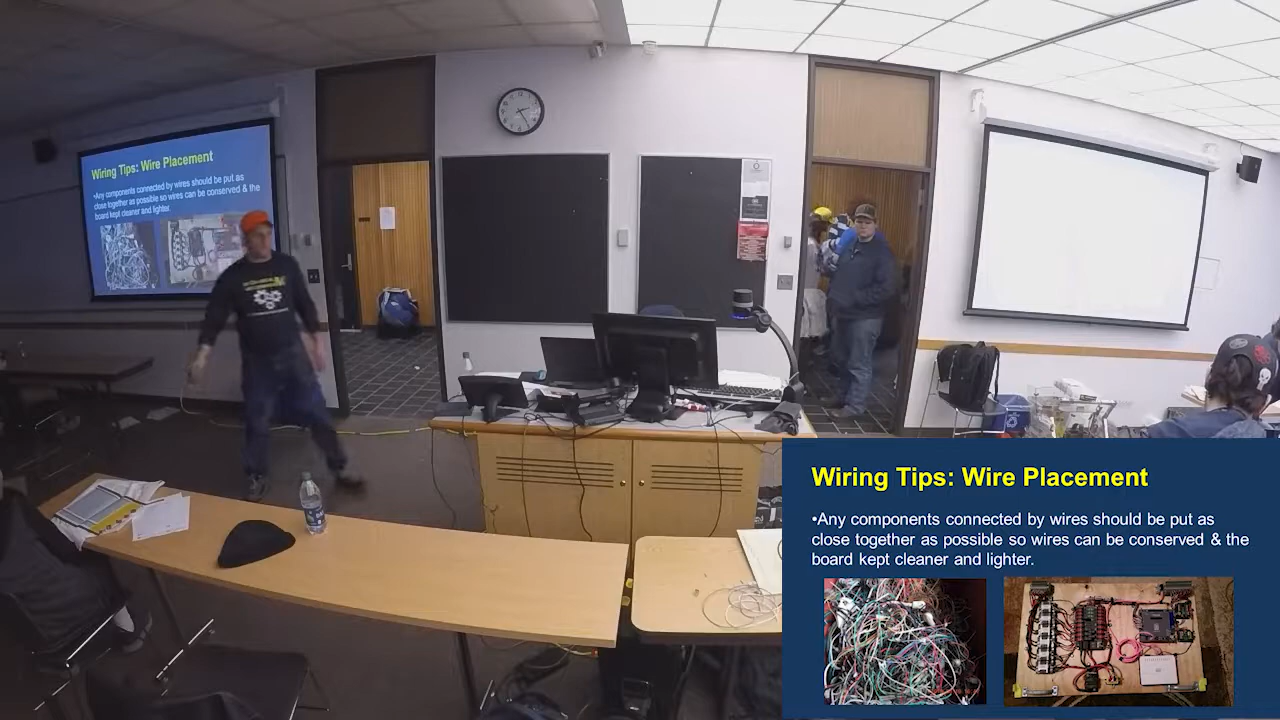 Wiring Tips: Wire Placement
•Any components connected by wires should be put as
close together as possible so wires can be conserved & the
board kept cleaner and lighter.
Wiring Tips: Wire Placement
•Any components connected by wires should be put as
close together as possible so wires can be conserved & the
board kept cleaner and lighter.